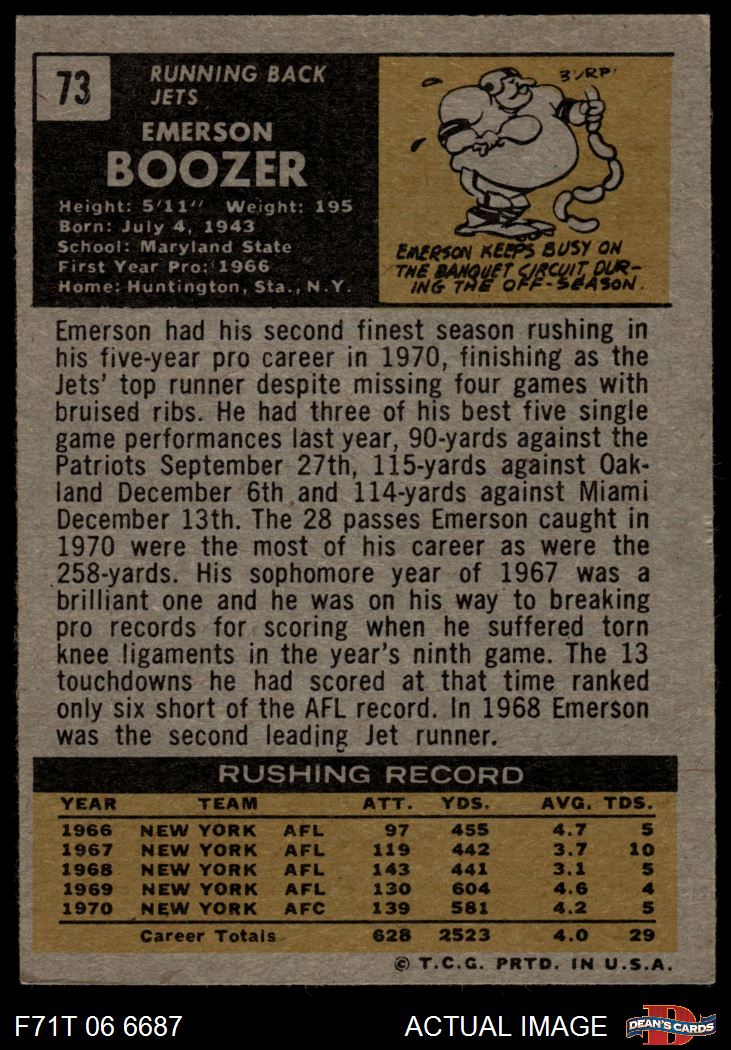 73
RUNNING BACK
JETS
EMERSON
BOOZER
Height: 5'11" Weight: 195
Born: July 4, 1943
School: Maryland State
First Year Pro: 1966
Home: Huntington, Sta., N.Y.
EMERSON KEEPS BUSY ON
THE BANQUET CIRCUIT DUR-
ING THE OFF-SEASON.
Emerson had his second finest season rushing in
his five-year pro career in 1970, finishing as the
Jets' top runner despite missing four games with
bruised ribs. He had three of his best five single
game performances last year, 90-yards against the
Patriots September 27th, 115-yards against Oak-
land December 6th and 114-yards against Miami
December 13th. The 28 passes Emerson caught in
1970 were the most of his career as were the
258-yards. His sophomore year of 1967 was a
brilliant one and he was on his way to breaking
pro records for scoring when he suffered torn
knee ligaments in the year's ninth game. The 13
touchdowns he had scored at that time ranked
only six short of the AFL record. In 1968 Emerson
was the second leading Jet runner.
RUSHING RECORD
YEAR TEAM ATT. YDS. AVG. TDS.
1966 NEW YORK AFL 97 455 4.7 5
1967 NEW YORK AFL 119 442 3.7 10
1968 NEW YORK AFL 143 441 3.1 5
1969 NEW YORK AFL 130 604 4.6 4
1970 NEW YORK AFC 139 581 4.2 5
Career Totals 628 2523 4.0 29
© T.C.G. PRTD. IN U.S.A.
F71T 06 6687 ACTUAL IMAGE DEAN'S CARDS